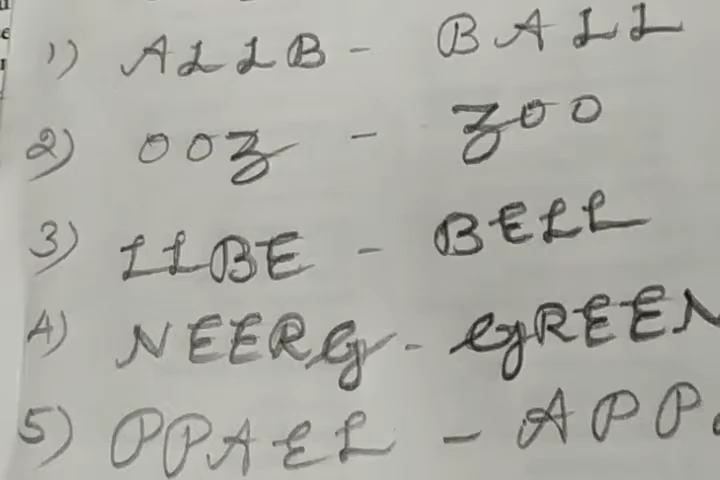 1) ALLB - BALL
2) OOZ - ZOO
3) LLBE - BELL
4) NEERG - GREEN
5) PPAEL - APP